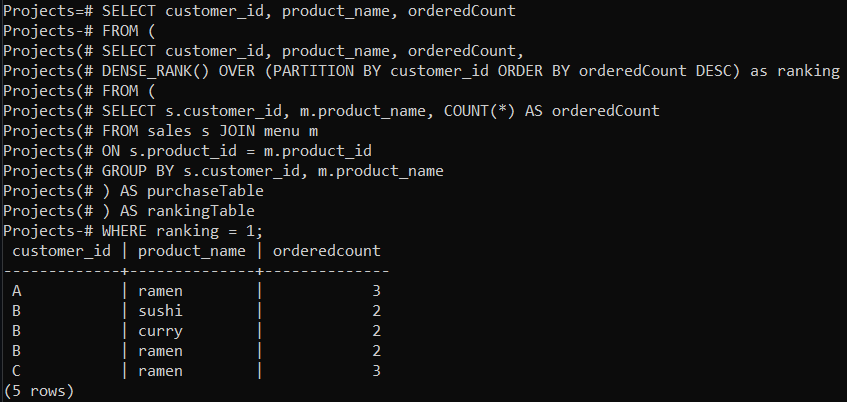 Projects=# SELECT customer_id, product_name, orderedCount
Projects-# FROM (
Projects(# SELECT customer_id, product_name, orderedCount,
Projects(# DENSE_RANK() OVER (PARTITION BY customer_id ORDER BY orderedCount DESC) as ranking
Projects(# FROM (
Projects(# SELECT s.customer_id, m.product_name, COUNT(*) AS orderedCount
Projects(# FROM sales s JOIN menu m
Projects(# ON s.product_id = m.product_id
Projects(# GROUP BY s.customer_id, m.product_name
Projects(# ) AS purchaseTable
Projects(# ) AS rankingTable
Projects-# WHERE ranking = 1;
 customer_id | product_name | orderedcount
-------------+--------------+--------------
 A           | ramen        |            3
 B           | sushi        |            2
 B           | curry        |            2
 B           | ramen        |            2
 C           | ramen        |            3
(5 rows)